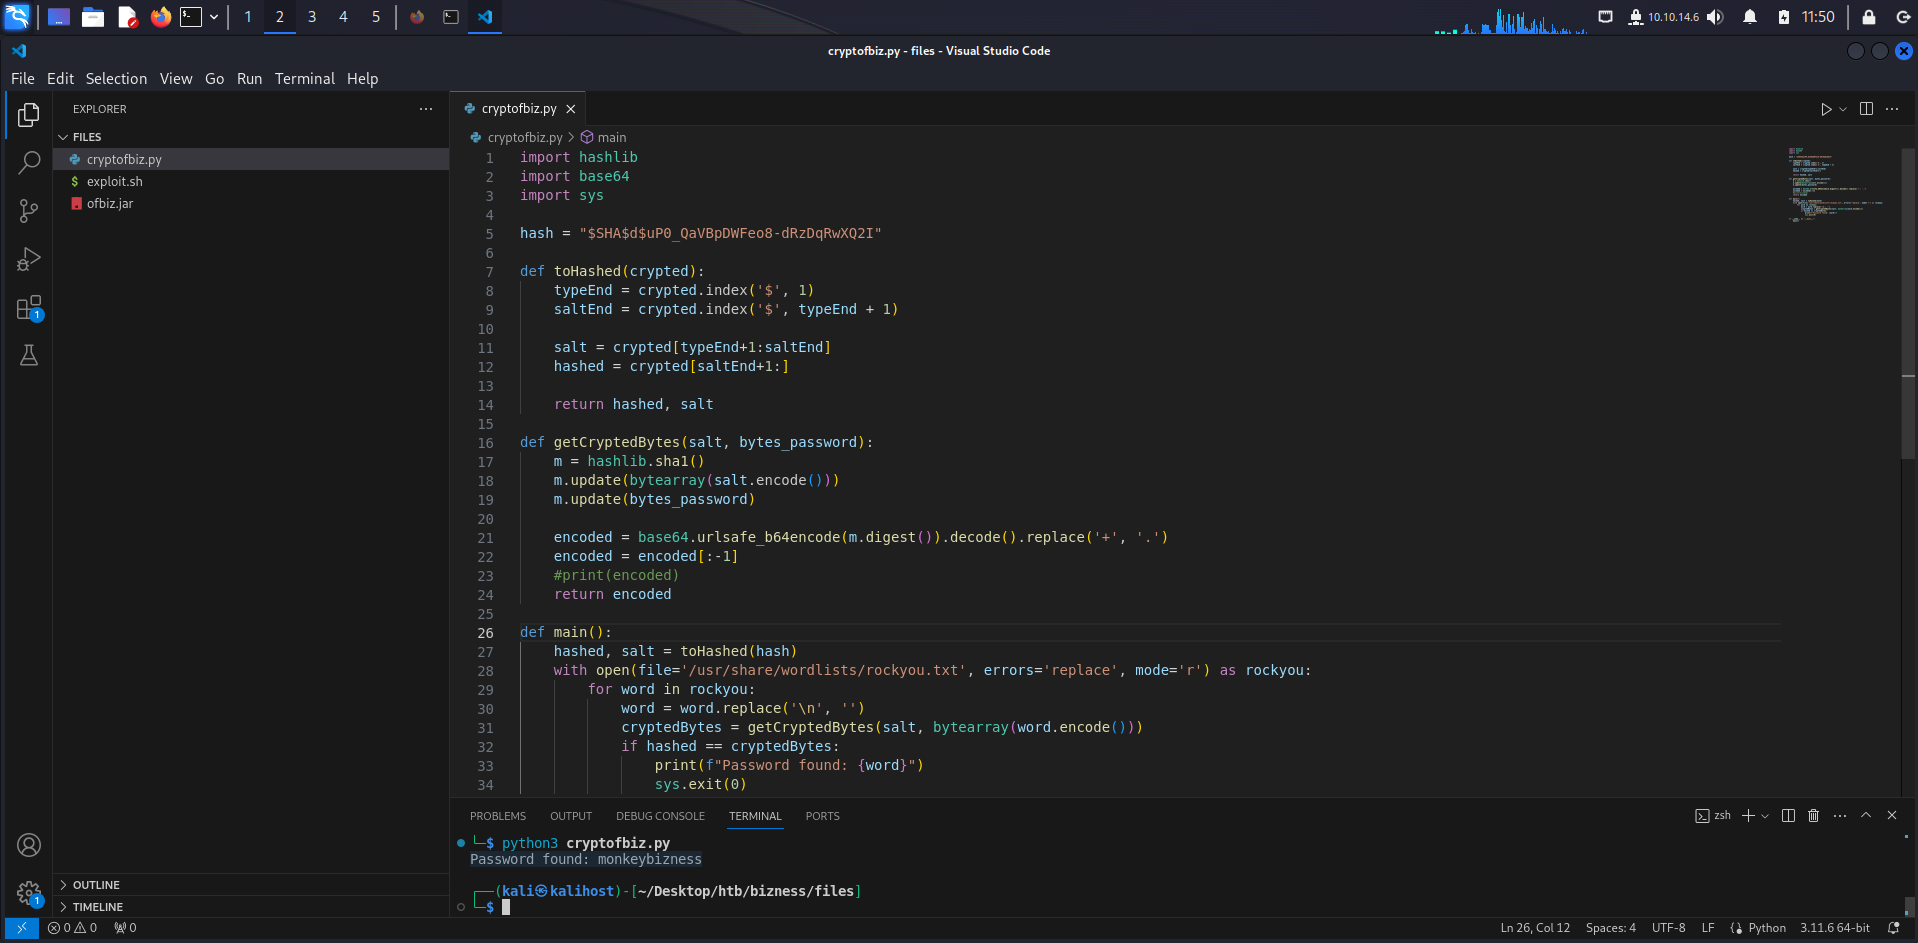 1 2 3 4 5 10.10.14.6 11:50
cryptofbiz.py - files - Visual Studio Code
File Edit Selection View Go Run Terminal Help
EXPLORER
FILES
cryptofbiz.py
exploit.sh
ofbiz.jar
1
OUTLINE
TIMELINE
1
cryptofbiz.py
cryptofbiz.py > main
1 import hashlib
2 import base64
3 import sys
4
5 hash = "$SHA$d$uP0_QaVBpDWFeo8-dRzDqRwXQ2I"
6
7 def toHashed(crypted):
8 typeEnd = crypted.index('$', 1)
9 saltEnd = crypted.index('$', typeEnd + 1)
10
11 salt = crypted[typeEnd+1:saltEnd]
12 hashed = crypted[saltEnd+1:]
13
14 return hashed, salt
15
16 def getCryptedBytes(salt, bytes_password):
17 m = hashlib.sha1()
18 m.update(bytearray(salt.encode()))
19 m.update(bytes_password)
20
21 encoded = base64.urlsafe_b64encode(m.digest()).decode().replace('+', '.')
22 encoded = encoded[:-1]
23 #print(encoded)
24 return encoded
25
26 def main():
27 hashed, salt = toHashed(hash)
28 with open(file='/usr/share/wordlists/rockyou.txt', errors='replace', mode='r') as rockyou:
29 for word in rockyou:
30 word = word.replace('\n', '')
31 cryptedBytes = getCryptedBytes(salt, bytearray(word.encode()))
32 if hashed == cryptedBytes:
33 print(f"Password found: {word}")
34 sys.exit(0)
PROBLEMS OUTPUT DEBUG CONSOLE TERMINAL PORTS zsh
└─$ python3 cryptofbiz.py
Password found: monkeybizness
┌──(kali㉿kalihost)-[~/Desktop/htb/bizness/files]
└─$
0 0 0 Ln 26, Col 12 Spaces: 4 UTF-8 LF Python 3.11.6 64-bit